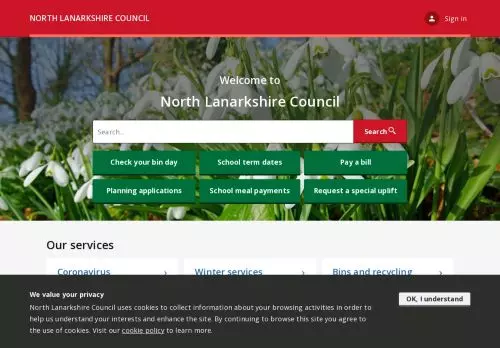 NORTH LANARKSHIRE COUNCIL
Sign in
Welcome to
North Lanarkshire Council
Search...
Search
Check your bin day
School term dates
Pay a bill
Planning applications
School meal payments
Request a special uplift
Our services
Coronavirus
Winter services
Bins and recycling
We value your privacy
OK, I understand
North Lanarkshire Council uses cookies to collect information about your browsing activities in order to
help us understand your interests and enhance the site. By continuing to browse this site you agree to
the use of cookies. Visit our cookie policy to learn more.